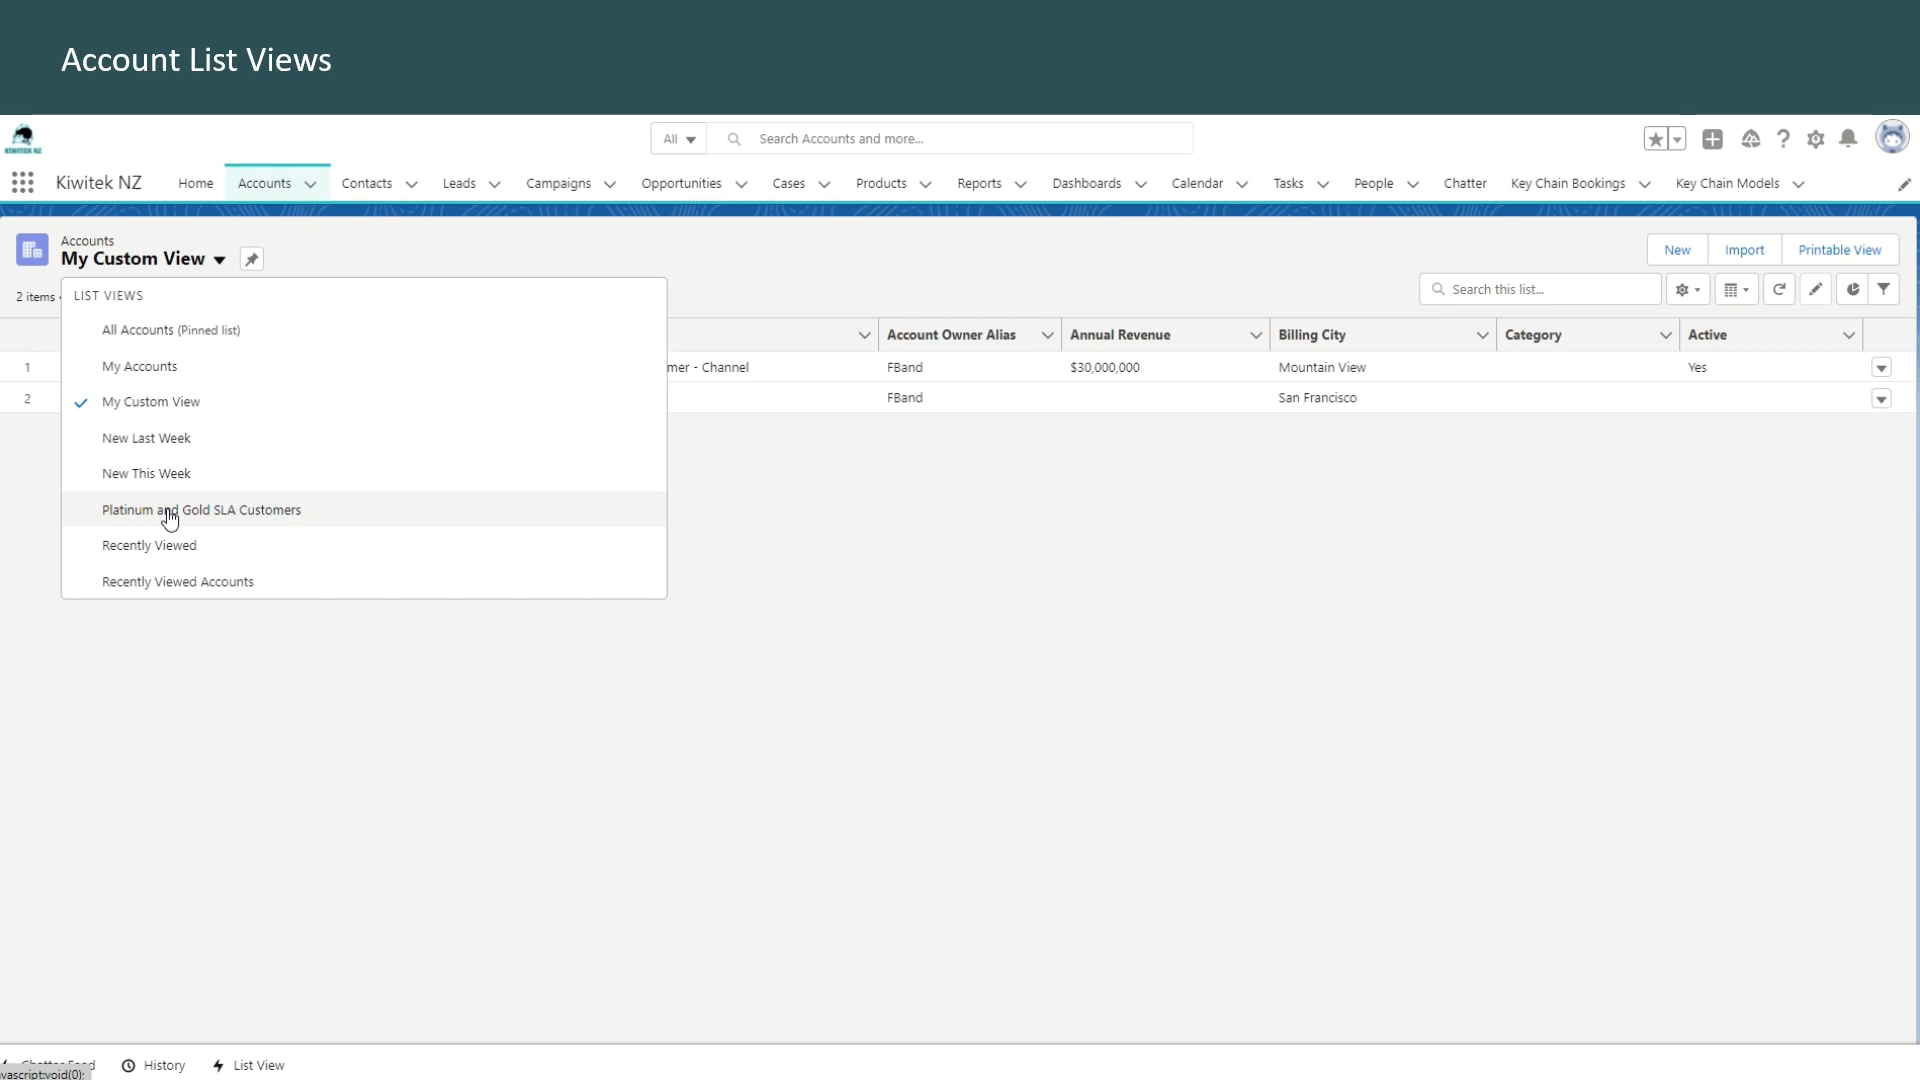 Account List Views
KIWITEK NZ
All
Search Accounts and more...
Kiwitek NZ
Home
Accounts
Contacts
Leads
Campaigns
Opportunities
Cases
Products
Reports
Dashboards
Calendar
Tasks
People
Chatter
Key Chain Bookings
Key Chain Models
Accounts
My Custom View
New
Import
Printable View
2 items
Search this list...
LIST VIEWS
All Accounts (Pinned list)
My Accounts
My Custom View
New Last Week
New This Week
Platinum and Gold SLA Customers
Recently Viewed
Recently Viewed Accounts
Account Owner Alias
Annual Revenue
Billing City
Category
Active
1
mer - Channel
FBand
$30,000,000
Mountain View
Yes
2
FBand
San Francisco
History
List View
vascript:void(0);